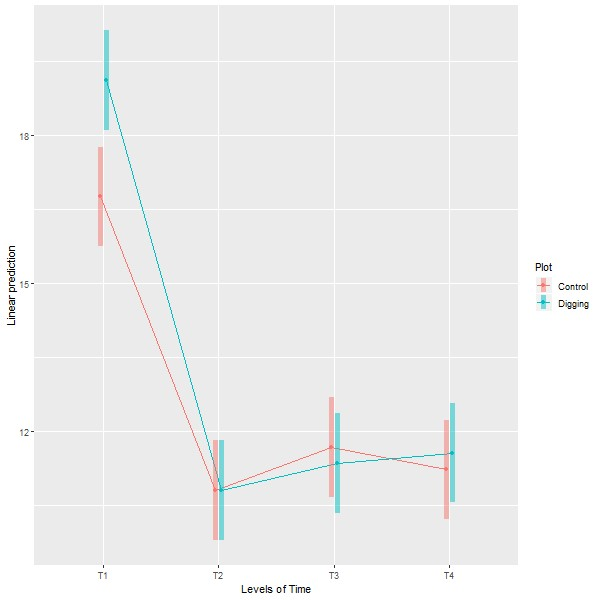 18
15
12
Linear prediction
T1 T2 T3 T4
Levels of Time
Plot
Control
Digging